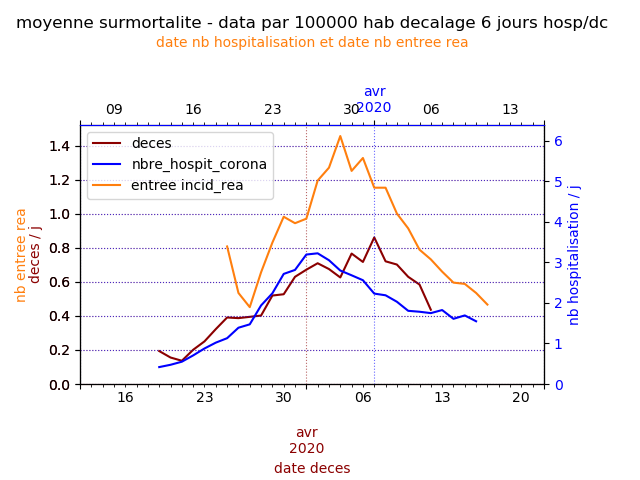 moyenne surmortalite - data par 100000 hab decalage 6 jours hosp/dc
date nb hospitalisation et date nb entree rea
avr
2020
09 16 23 30 06 13
deces
nbre_hospit_corona
entree incid_rea
1.4
1.2
1.0
0.8
0.6
0.4
0.2
0.0
nb entree rea
deces / j
6
5
4
3
2
1
0
nb hospitalisation / j
16 23 30 06 13 20
avr
2020
date deces